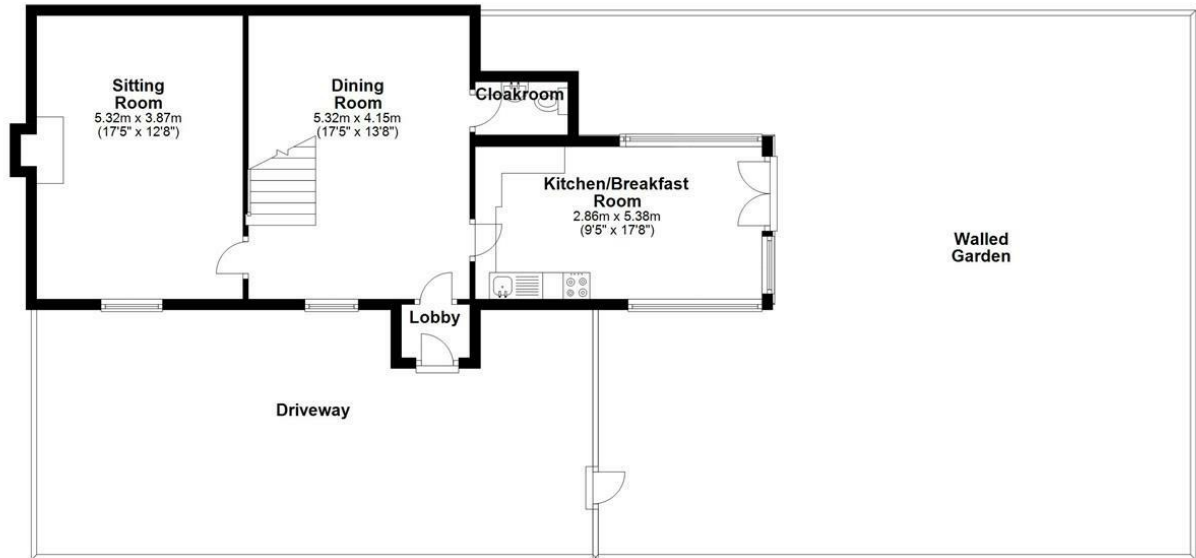 Sitting
Room
5.32m x 3.87m
(17'5" x 12'8")
Dining
Room
5.32m x 4.15m
(17'5" x 13'8")
Cloakroom
Kitchen/Breakfast
Room
2.86m x 5.38m
(9'5" x 17'8")
Walled
Garden
Lobby
Driveway